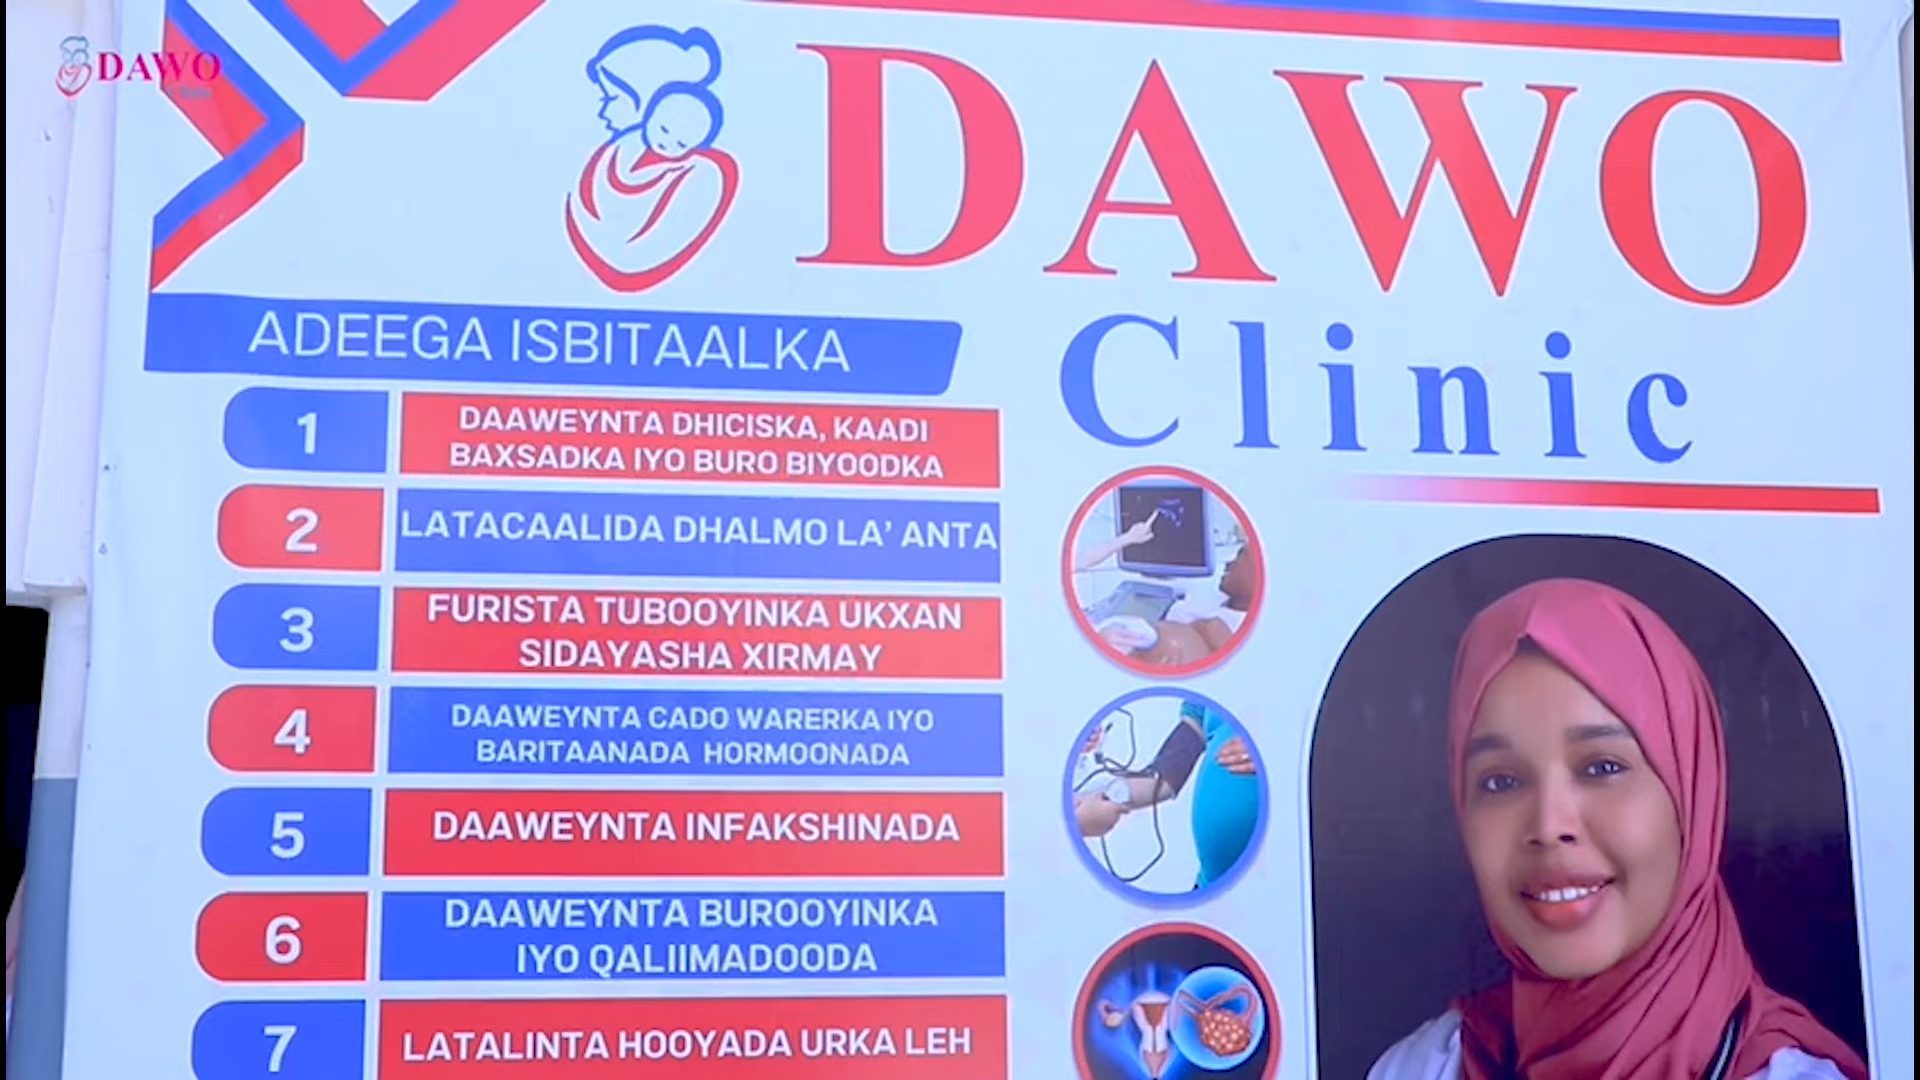 DAWO
DAWO
Clinic
ADEEGA ISBITAALKA
1
DAAWEYNTA DHICISKA, KAADI
BAXSADKA IYO BURO BIYOODKA
2
LATACAALIDA DHALMO LA' ANTA
3
FURISTA TUBOOYINKA UKXAN
SIDAYASHA XIRMAY
4
DAAWEYNTA CADO WARERKA IYO
BARITAANADA HORMOONADA
5
DAAWEYNTA INFAKSHINADA
6
DAAWEYNTA BUROOYINKA
IYO QALIIMADOODA
7
LATALINTA HOOYADA URKA LEH